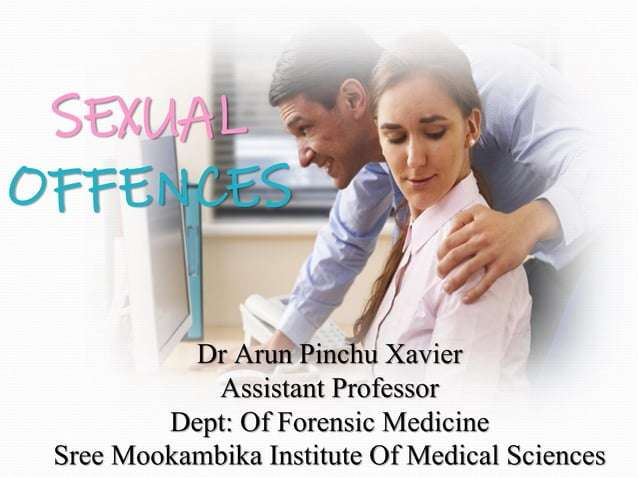 SEXUAL
OFFENCES
Dr Arun Pinchu Xavier
Assistant Professor
Dept: Of Forensic Medicine
Sree Mookambika Institute Of Medical Sciences